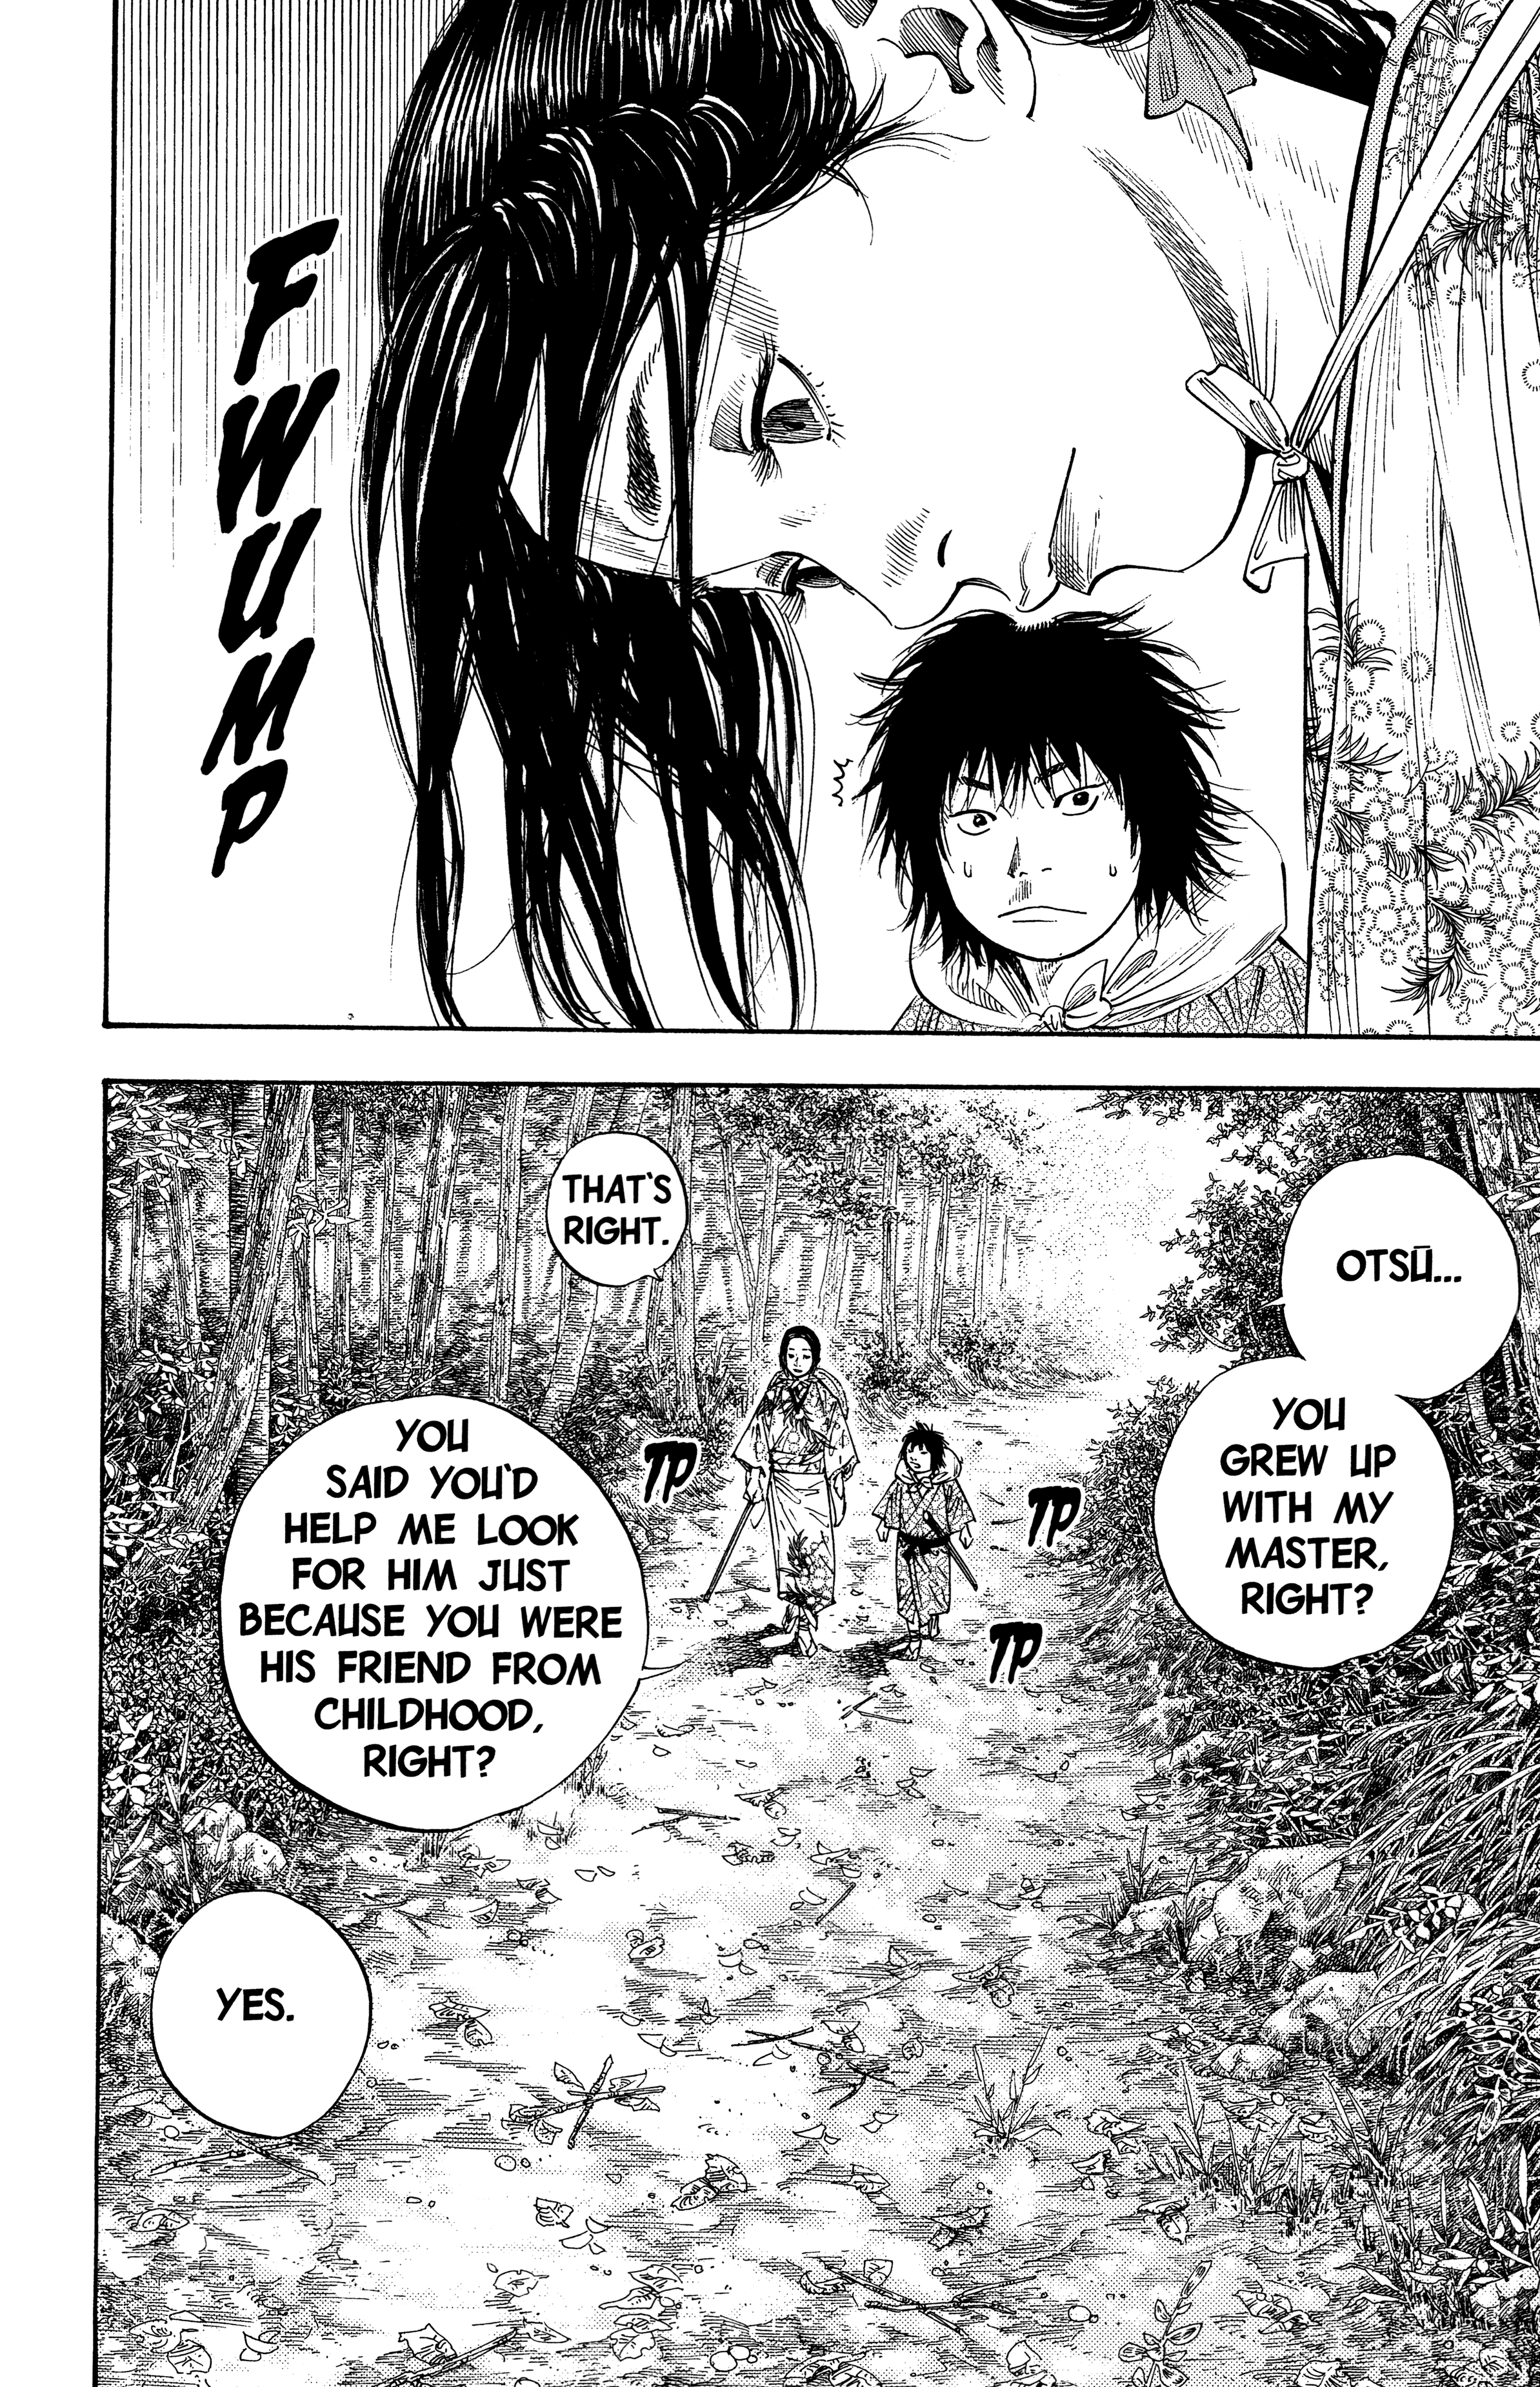 FWUMP
OTSŪ...
YOU
GREW UP
WITH MY
MASTER,
RIGHT?
THAT'S
RIGHT.
TP
TP
TP
YOU
SAID YOU'D
HELP ME LOOK
FOR HIM JUST
BECAUSE YOU WERE
HIS FRIEND FROM
CHILDHOOD,
RIGHT?
YES.